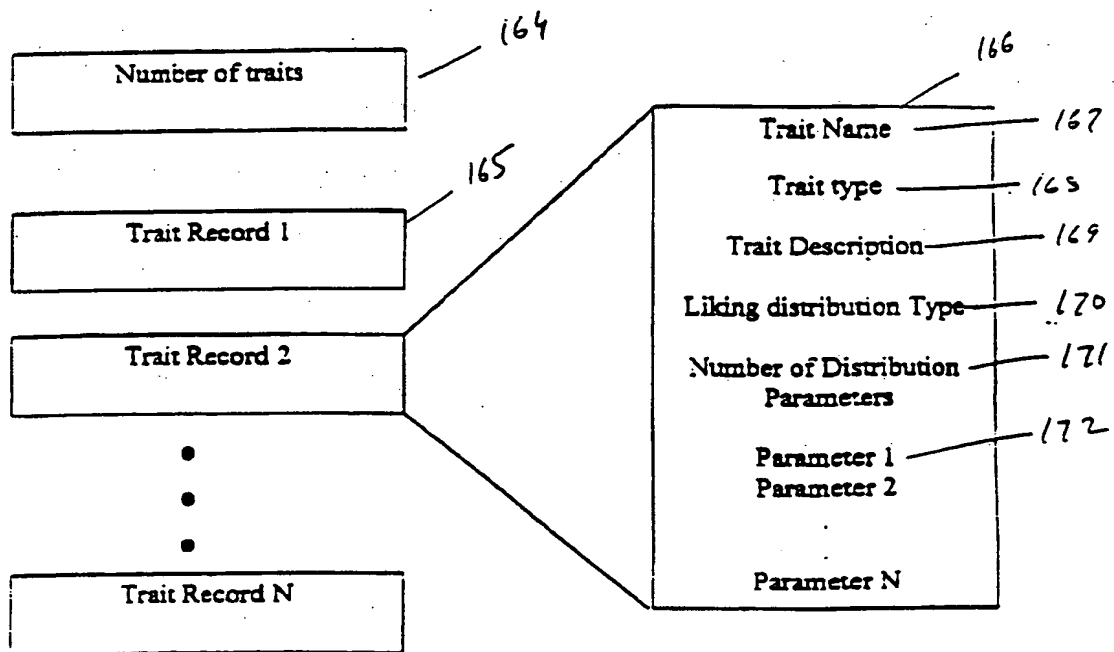 Number of traits
164
Trait Record 1
165
Trait Record 2
Trait Record N
166
Trait Name 167
Trait type 168
Trait Description 169
Liking distribution Type 170
Number of Distribution 171
Parameters
Parameter 1 172
Parameter 2
Parameter N